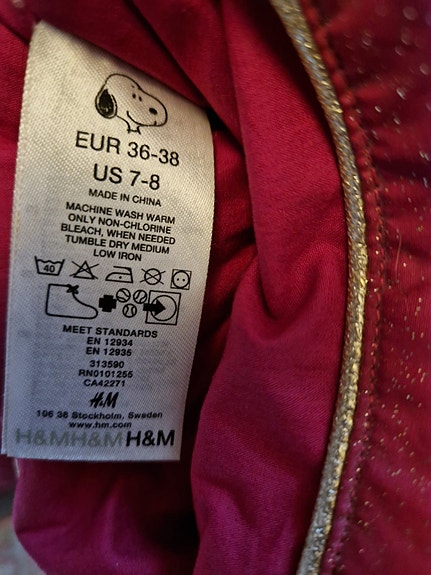 EUR 36-38
US 7-8
MADE IN CHINA
MACHINE WASH WARM
ONLY NON-CHLORINE
BLEACH, WHEN NEEDED
TUMBLE DRY MEDIUM
LOW IRON
40
MEET STANDARDS
EN 12934
EN 12935
313590
RN0101255
CA42271
H&M
106 38 Stockholm, Sweden
www.hm.com
H&MH&MH&M